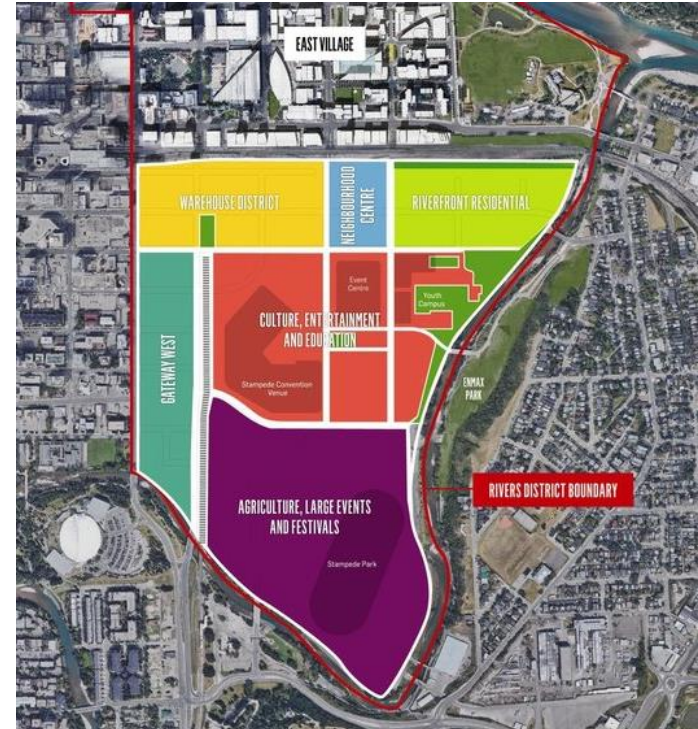 EAST VILLAGE
WAREHOUSE DISTRICT
NEIGHBOURHOOD
CENTRE
RIVERFRONT RESIDENTIAL
GATEWAY WEST
Event
Centre
Youth
Campus
CULTURE, ENTERTAINMENT
AND EDUCATION
Stampede Convention
Venue
ENMAX
PARK
RIVERS DISTRICT BOUNDARY
AGRICULTURE, LARGE EVENTS
AND FESTIVALS
Stampede Park